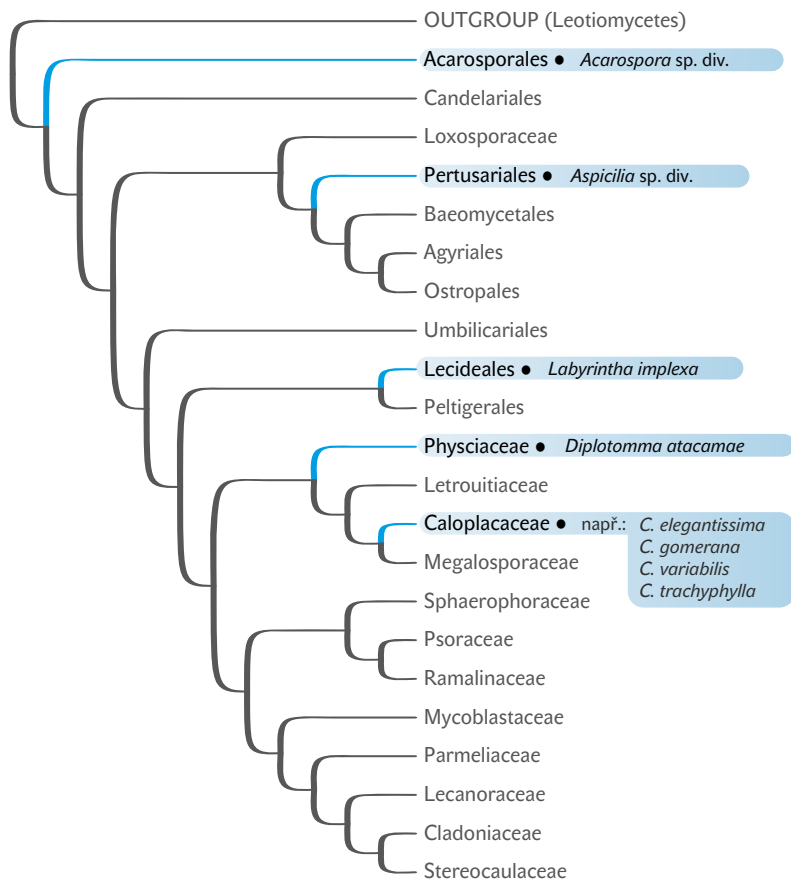 OUTGROUP (Leotiomycetes)
Acarosporales ● Acarospora sp. div.
Candelariales
Loxosporaceae
Pertusariales ● Aspicilia sp. div.
Baeomycetales
Agyriales
Ostropales
Umbilicariales
Lecideales ● Labyrintha implexa
Peltigerales
Physciaceae ● Diplotomma atacamae
Letrouitiaceae
Caloplacaceae ● např.: C. elegantissima
C. gomerana
Megalosporaceae
C. variabilis
C. trachyphylla
Sphaerophoraceae
Psoraceae
Ramalinaceae
Mycoblastaceae
Parmeliaceae
Lecanoraceae
Cladoniaceae
Stereocaulaceae